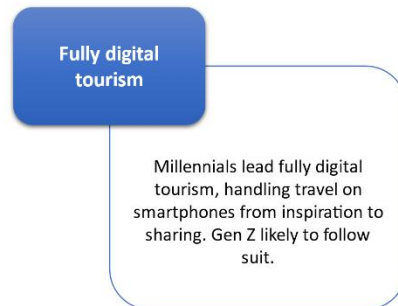 Fully digital
tourism
Millennials lead fully digital
tourism, handling travel on
smartphones from inspiration to
sharing. Gen Z likely to follow
suit.